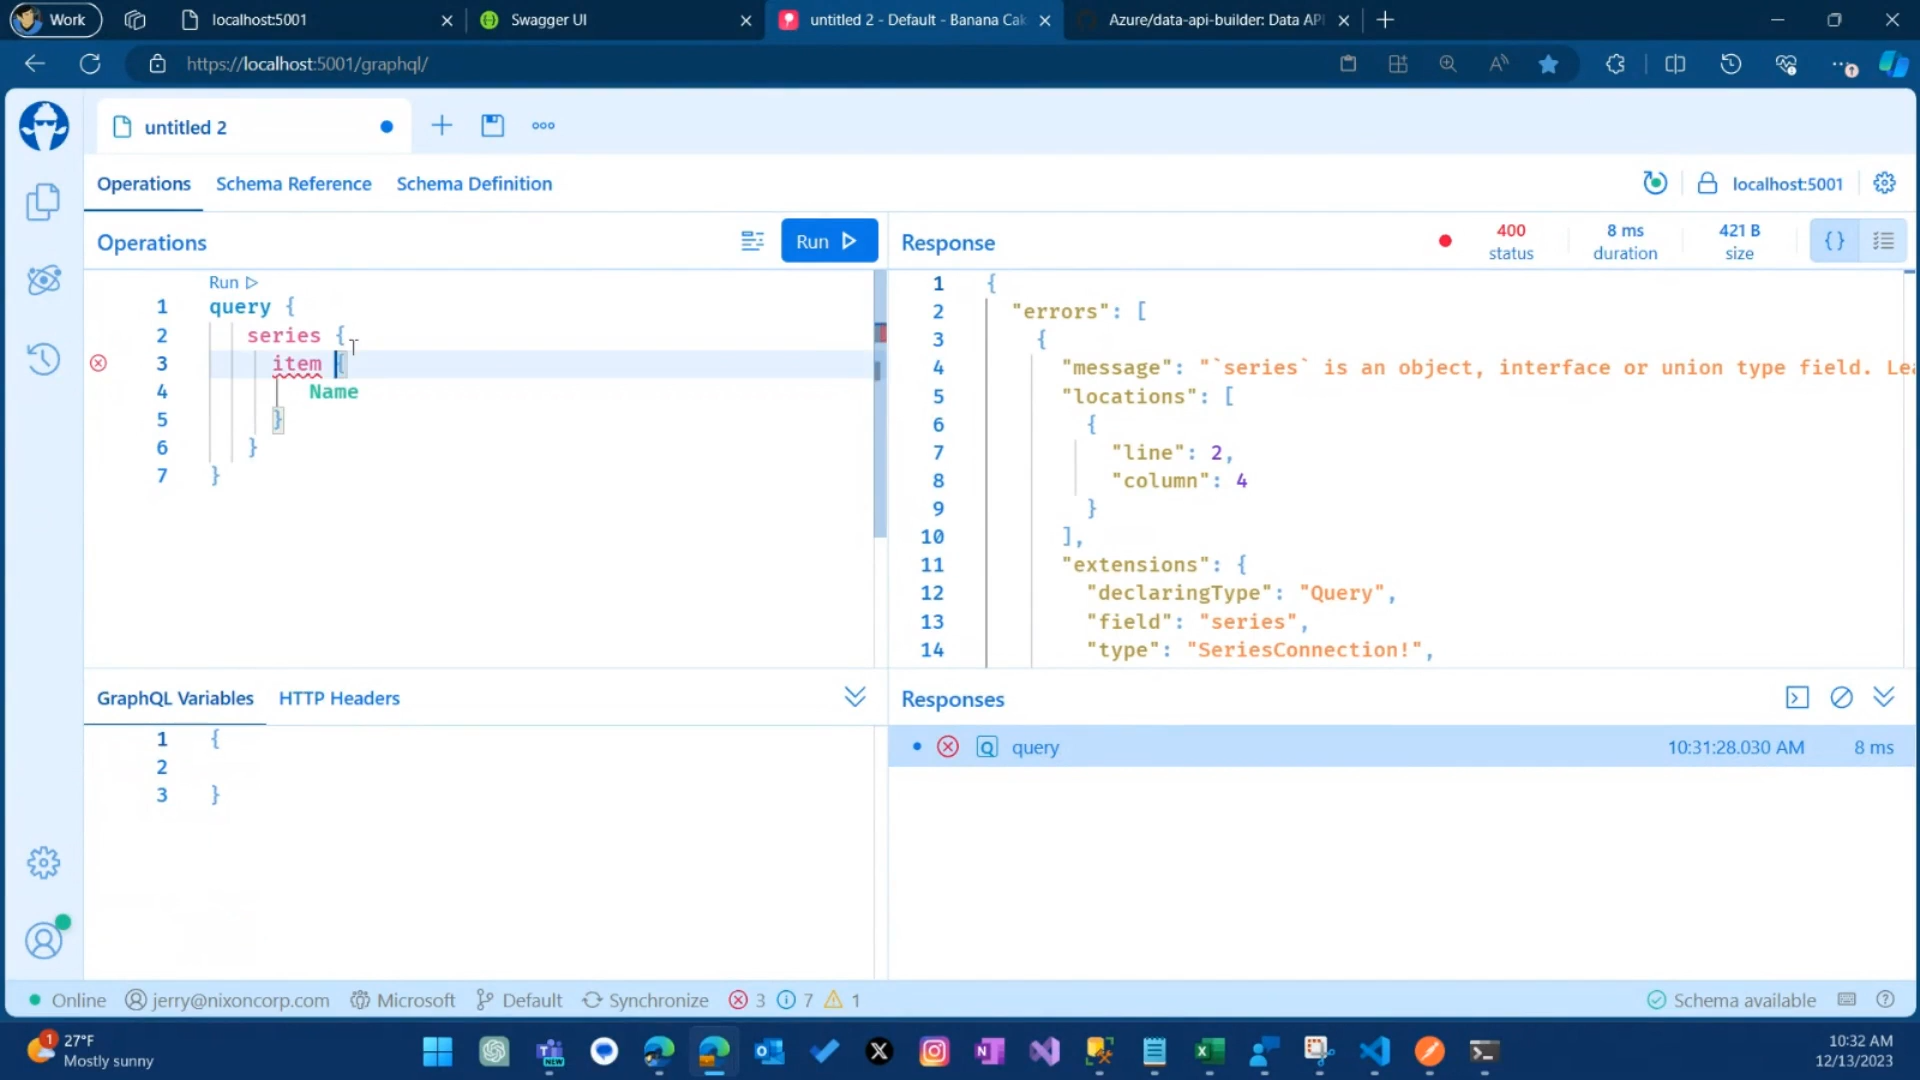 Work
localhost:5001
Swagger UI
untitled 2 - Default - Banana Cak
Azure/data-api-builder: Data API
https://localhost:5001/graphql/
untitled 2
Operations
Schema Reference
Schema Definition
localhost:5001
Operations
Run
Response
400
status
8 ms
duration
421 B
size
Run
1 query {
2 series {
3 item {
4 Name
5 }
6 }
7 }
1 {
2 "errors": [
3 {
4 "message": "`series` is an object, interface or union type field. Lea
5 "locations": [
6 {
7 "line": 2,
8 "column": 4
9 }
10 ],
11 "extensions": {
12 "declaringType": "Query",
13 "field": "series",
14 "type": "SeriesConnection!",
GraphQL Variables
HTTP Headers
1 {
2
3 }
Responses
Q query
10:31:28.030 AM
8 ms
Online
jerry@nixoncorp.com
Microsoft
Default
Synchronize
3
7
1
Schema available
1
27°F
Mostly sunny
NEW
10:32 AM
12/13/2023